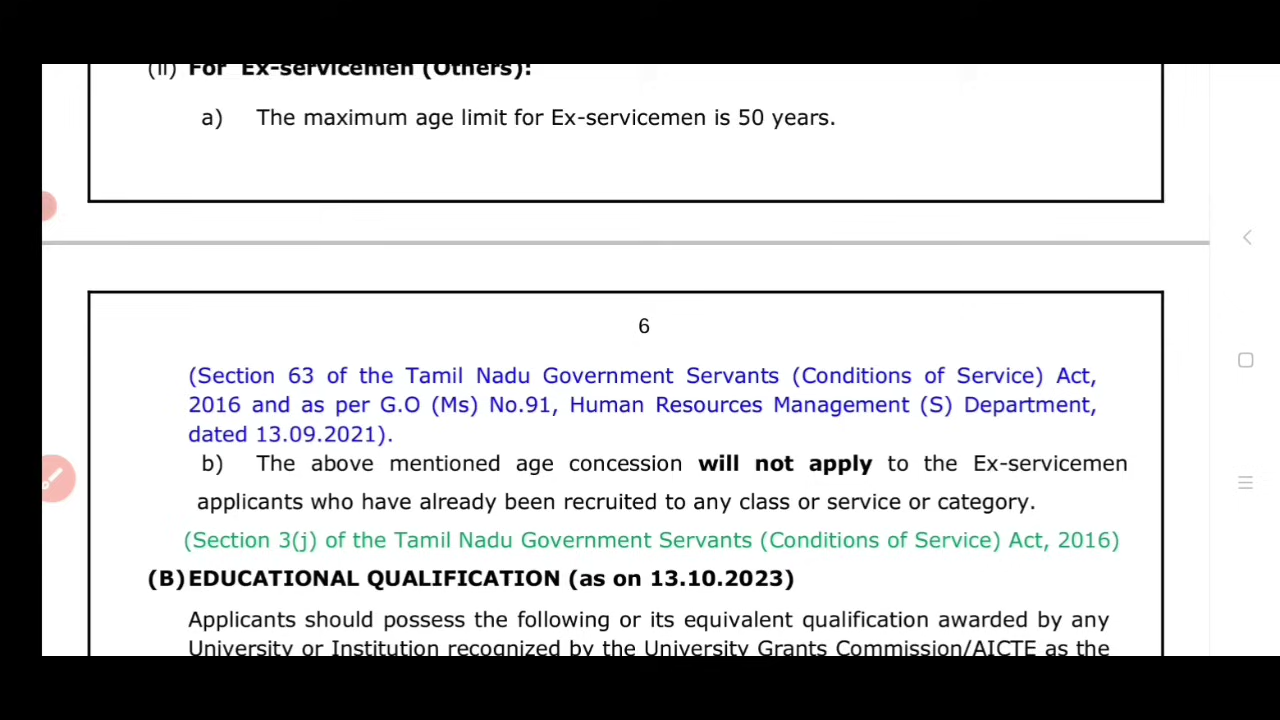 (ii) For Ex-servicemen (Others):
a) The maximum age limit for Ex-servicemen is 50 years.
6
(Section 63 of the Tamil Nadu Government Servants (Conditions of Service) Act,
2016 and as per G.O (Ms) No.91, Human Resources Management (S) Department,
dated 13.09.2021).
b) The above mentioned age concession will not apply to the Ex-servicemen
applicants who have already been recruited to any class or service or category.
(Section 3(j) of the Tamil Nadu Government Servants (Conditions of Service) Act, 2016)
(B) EDUCATIONAL QUALIFICATION (as on 13.10.2023)
Applicants should possess the following or its equivalent qualification awarded by any
University or Institution recognized by the University Grants Commission/AICTE as the